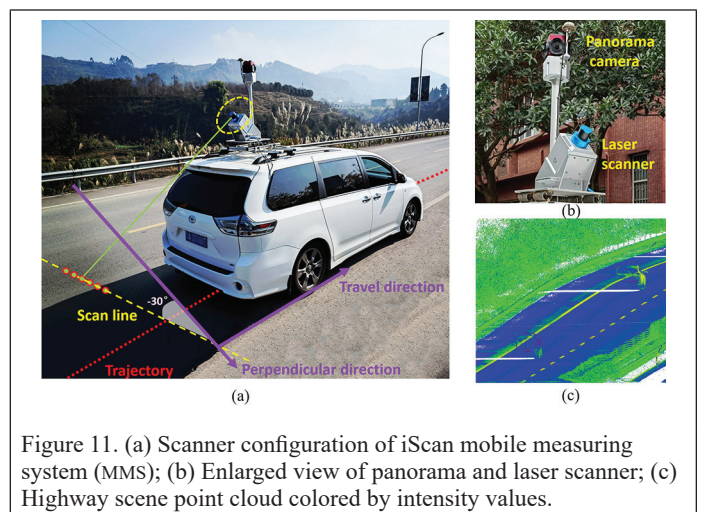 Panorama
camera
Laser
scanner
(b)
Scan line
-30°
Travel direction
Trajectory
Perpendicular direction
(a)
(c)
Figure 11. (a) Scanner configuration of iScan mobile measuring
system (MMS); (b) Enlarged view of panorama and laser scanner; (c)
Highway scene point cloud colored by intensity values.